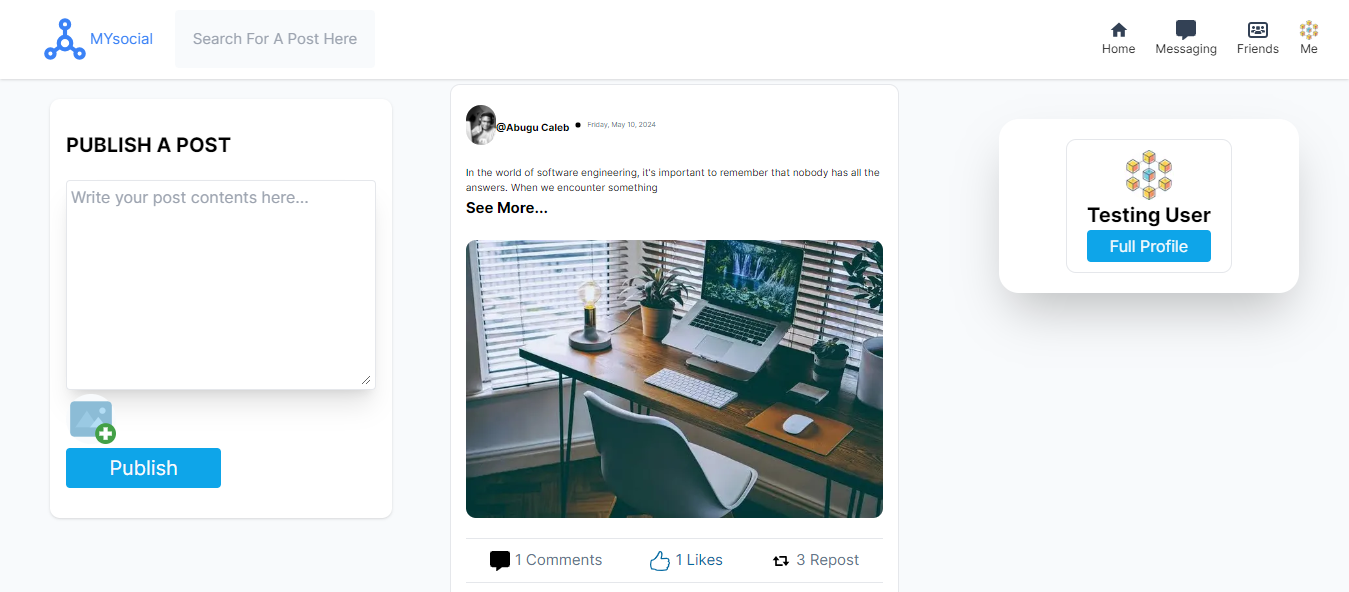 MYsocial
Search For A Post Here
Home
Messaging
Friends
Me
PUBLISH A POST
Write your post contents here...
Publish
@Abugu Caleb
Friday, May 10, 2024
In the world of software engineering, it's important to remember that nobody has all the
answers. When we encounter something
See More...
1 Comments
1 Likes
3 Repost
Testing User
Full Profile